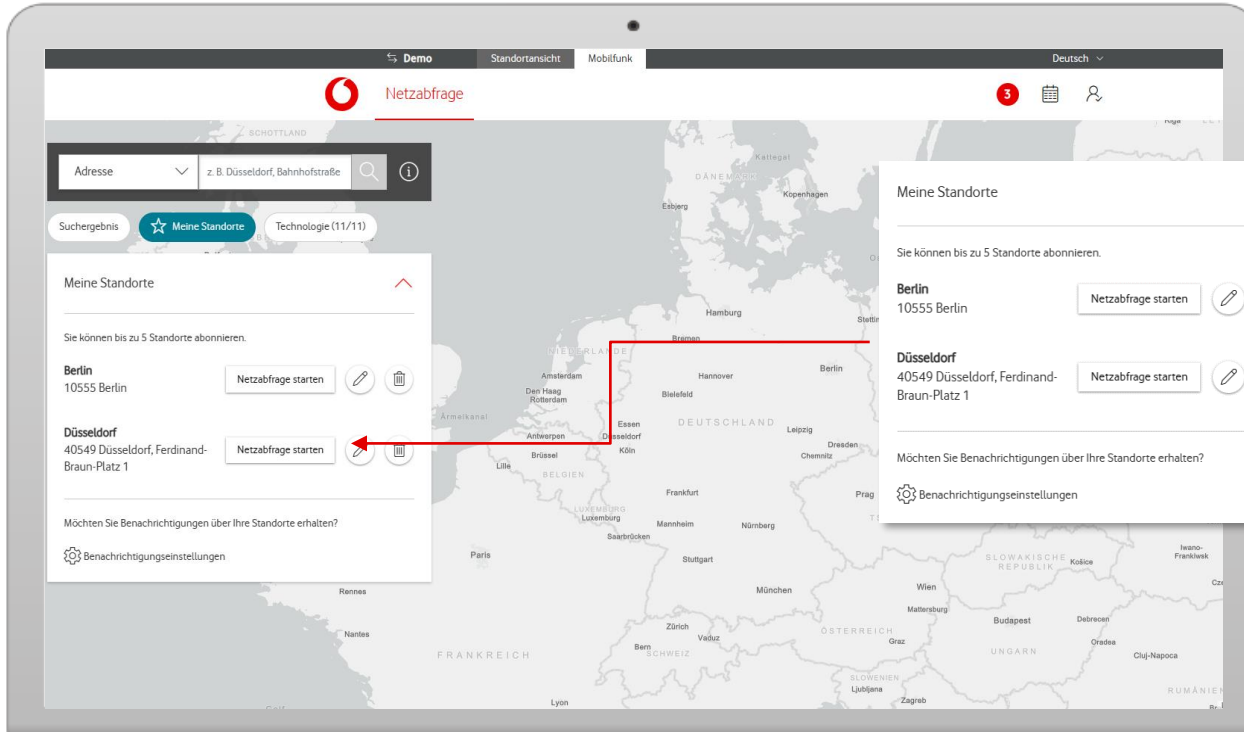 Demo
Standortansicht
Mobilfunk
Deutsch
Netzabfrage
3
SCHOTTLAND
Adresse
z. B. Düsseldorf, Bahnhofstraße
Suchergebnis
Meine Standorte
Technologie (11/11)
Meine Standorte
Sie können bis zu 5 Standorte abonnieren.
Berlin
10555 Berlin
Netzabfrage starten
Düsseldorf
40549 Düsseldorf, Ferdinand-
Braun-Platz 1
Netzabfrage starten
Möchten Sie Benachrichtigungen über Ihre Standorte erhalten?
Benachrichtigungseinstellungen
Meine Standorte
Sie können bis zu 5 Standorte abonnieren.
Berlin
10555 Berlin
Netzabfrage starten
Düsseldorf
40549 Düsseldorf, Ferdinand-
Braun-Platz 1
Netzabfrage starten
Möchten Sie Benachrichtigungen über Ihre Standorte erhalten?
Benachrichtigungseinstellungen
Riga
Kattegat
DÄNEMARK
Kopenhagen
Esbjerg
Hamburg
Bremen
NIEDERLANDE
Amsterdam
Hannover
Berlin
Den Haag
Rotterdam
Bielefeld
Ärmelkanal
Essen
DEUTSCHLAND
Leipzig
Antwerpen
Düsseldorf
Dresden
Brüssel
Köln
Chemnitz
Lille
BELGIEN
Frankfurt
Prag
LUXEMBURG
Luxemburg
Mannheim
Nürnberg
Saarbrücken
Paris
Stuttgart
SLOWAKISCHE
REPUBLIK
Košice
Iwano-
Frankiwsk
Rennes
München
Wien
Mattersburg
Budapest
Debrecen
Nantes
Zürich
Vaduz
ÖSTERREICH
Graz
Oradea
FRANKREICH
Bern
SCHWEIZ
UNGARN
Cluj-Napoca
SLOWENIEN
Ljubljana
Zagreb
Lyon